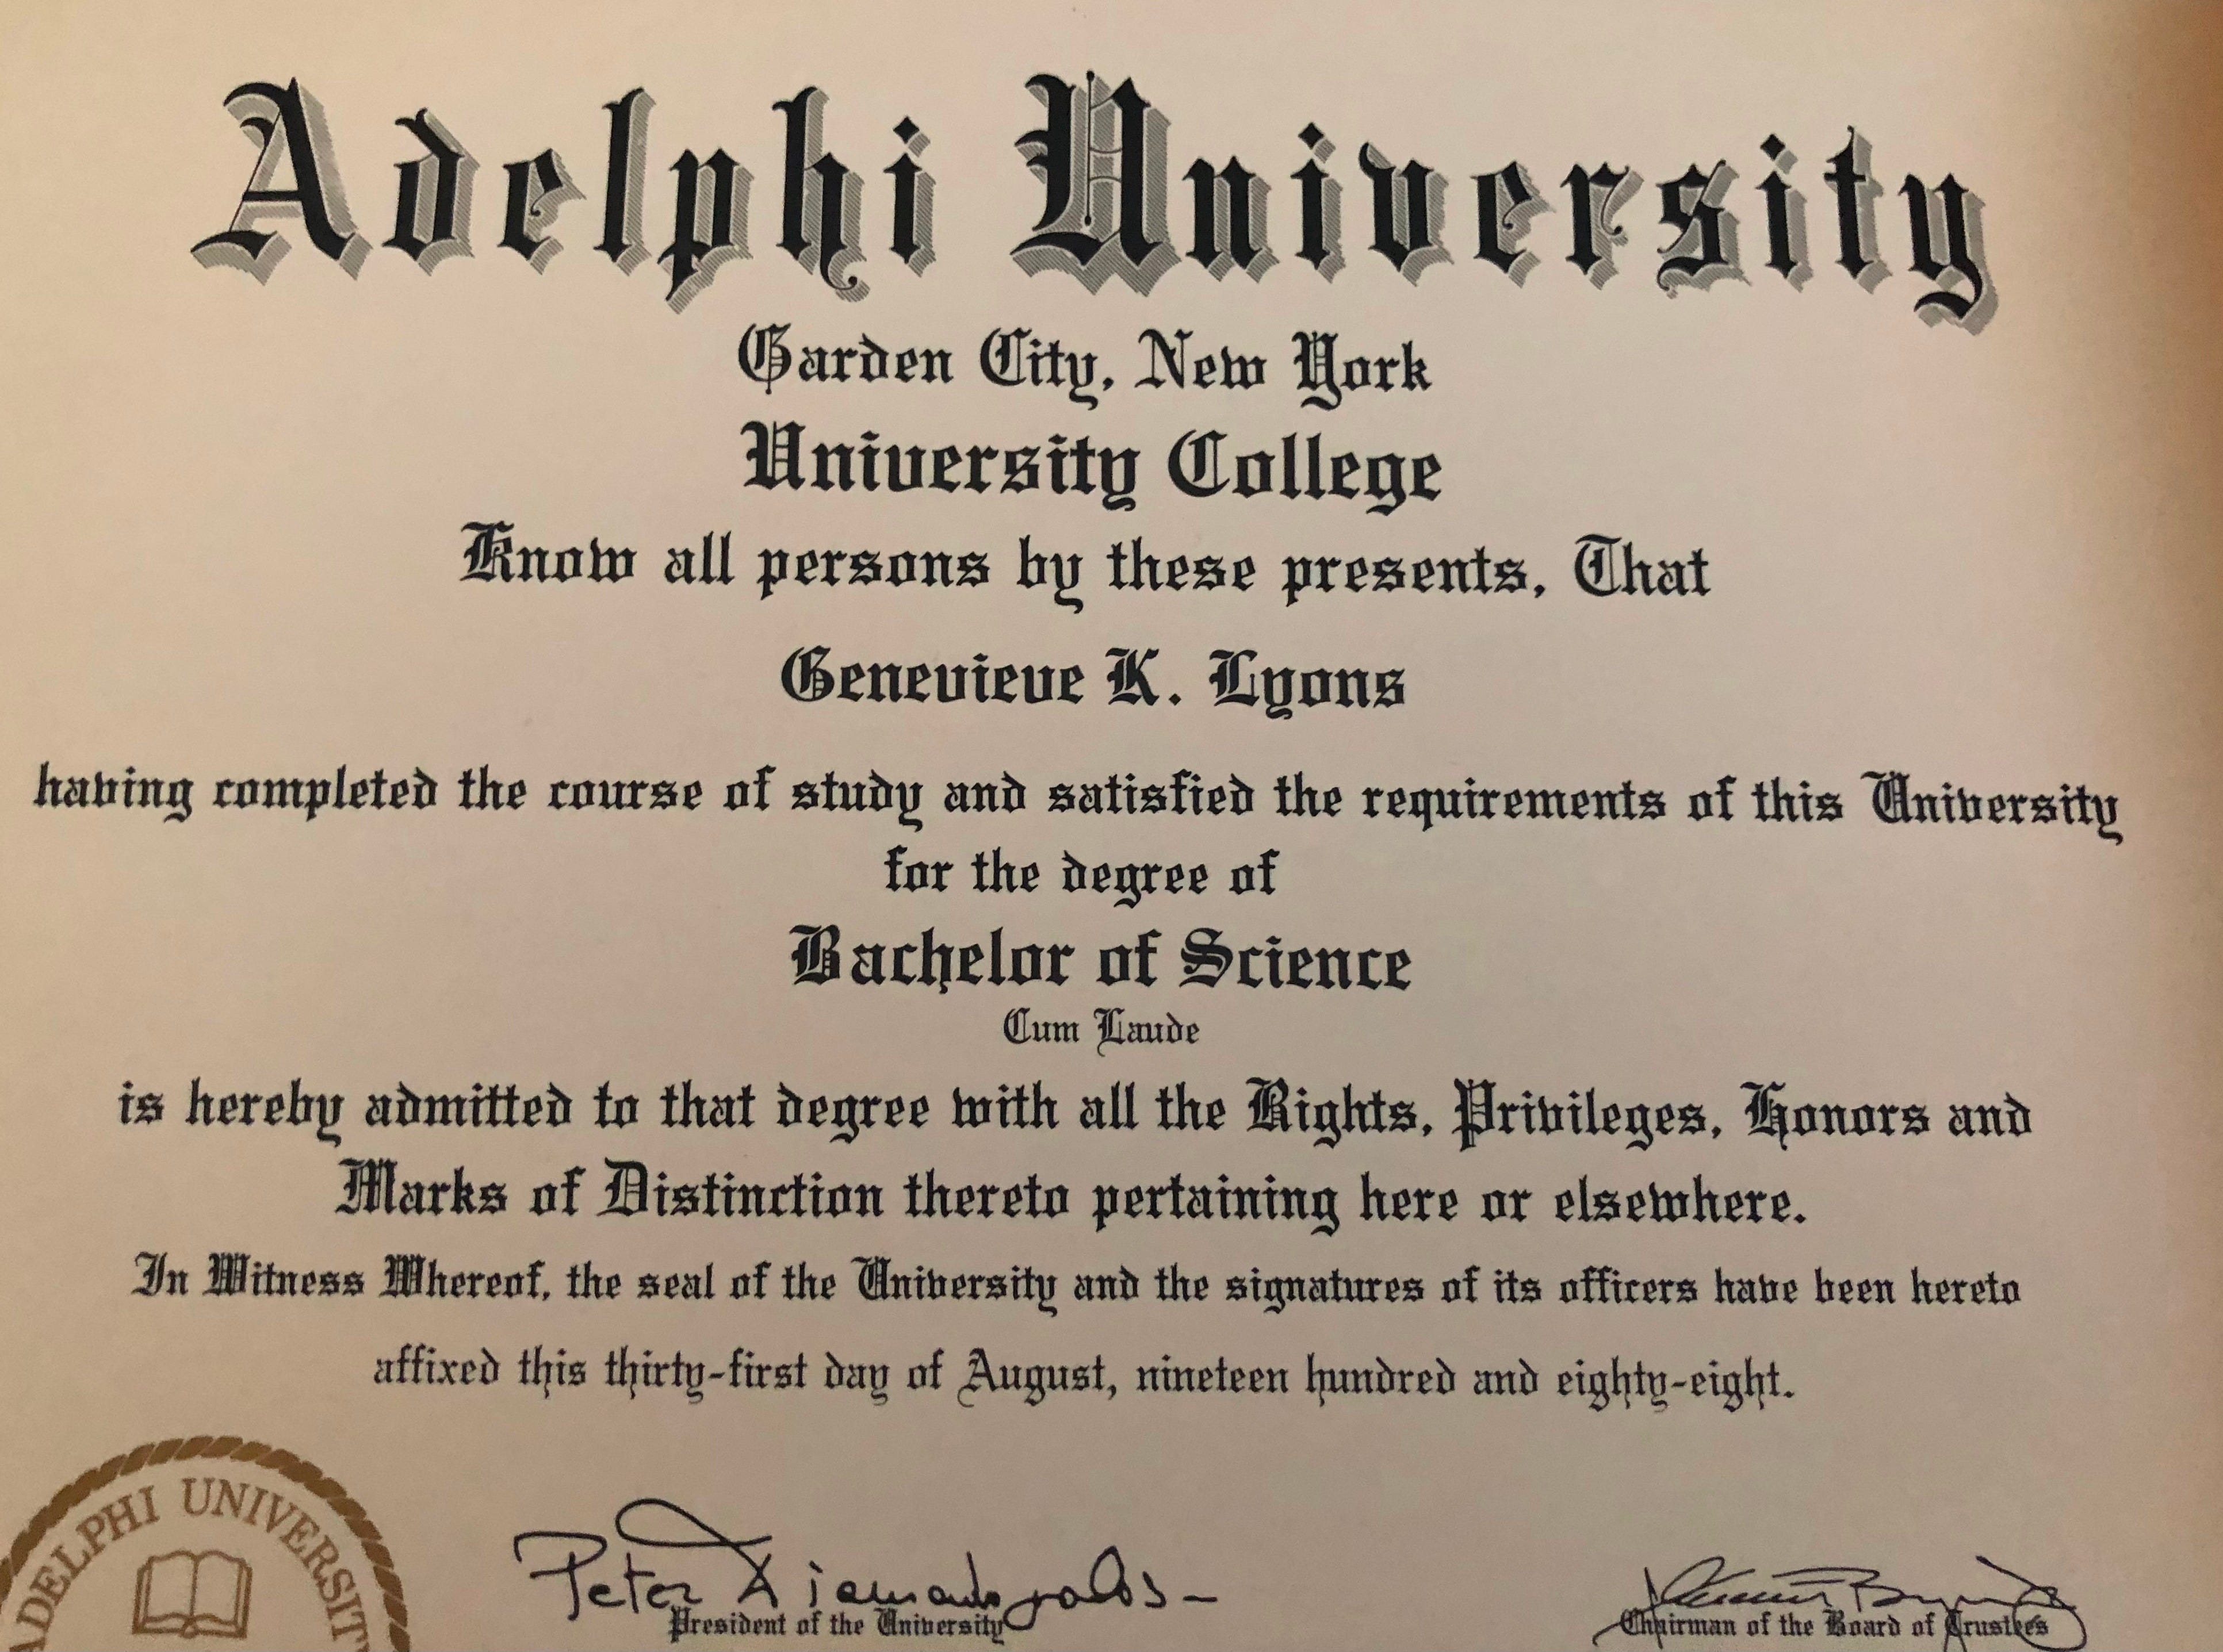 Adelphi University
Garden City, New York
University College
Know all persons by these presents, That
Genevieve K. Lyons
having completed the course of study and satisfied the requirements of this University
for the degree of
Bachelor of Science
Cum Laude
is hereby admitted to that degree with all the Rights, Privileges, Honors and
Marks of Distinction thereto pertaining here or elsewhere.
In Witness Whereof, the seal of the University and the signatures of its officers have been hereto
affixed this thirty-first day of August, nineteen hundred and eighty-eight.
ADELPHI UNIVERSIT
Peter Diamandopoulos
President of the University
Chairman of the Board of Trustees